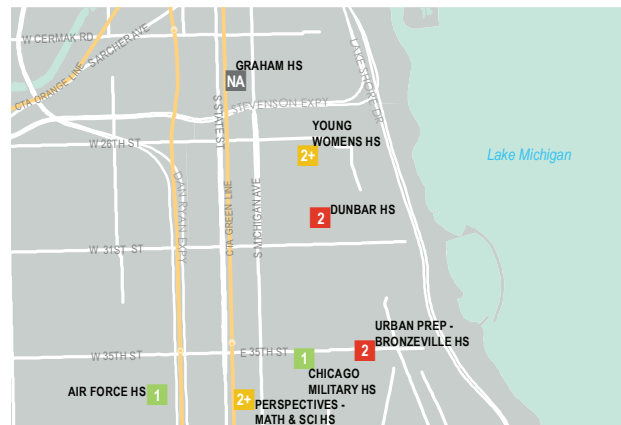 W CERMAK RD
S ARCHER AVE
CTA ORANGE LINE
GRAHAM HS
NA
LAKE SHORE DR
STEVENSON EXPY
S STATE ST
YOUNG
WOMENS HS
2+
W 26TH ST
Lake Michigan
DAN RYAN EXPY
CTA GREEN LINE
S MICHIGAN AVE
2
DUNBAR HS
W 31ST ST
URBAN PREP -
BRONZEVILLE HS
2
W 35TH ST
E 35TH ST
1
CHICAGO
MILITARY HS
AIR FORCE HS
1
2+
PERSPECTIVES -
MATH & SCI HS